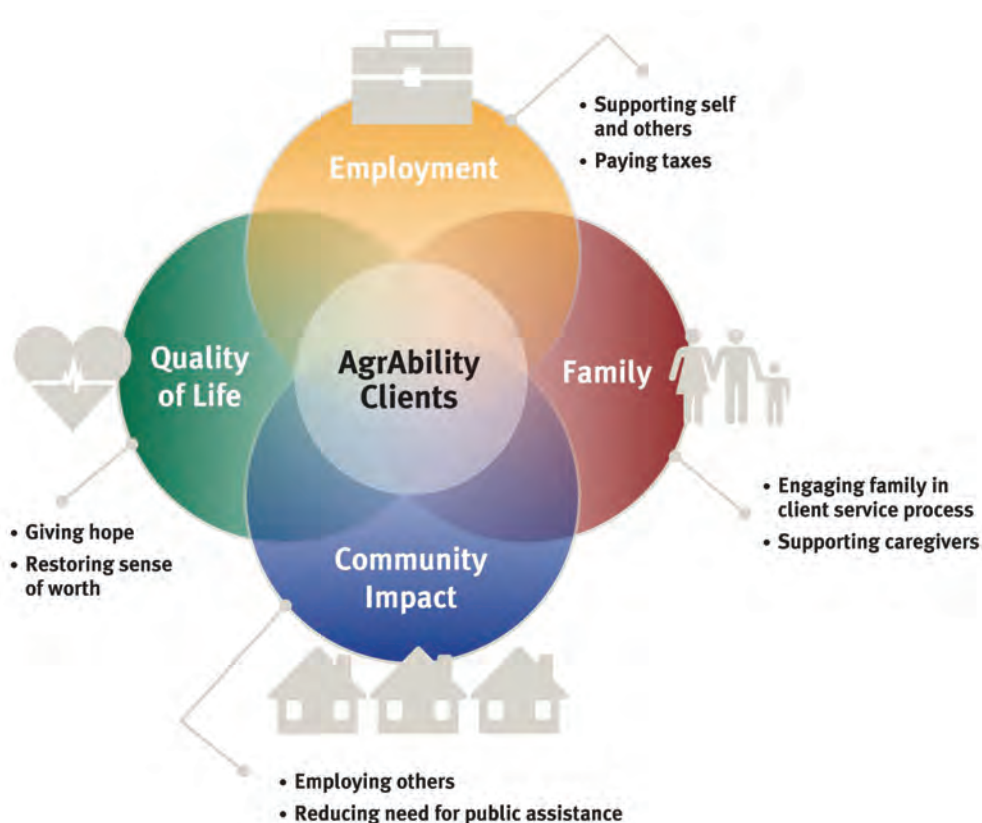 • Supporting self
and others
• Paying taxes
Employment
Quality
of Life
AgrAbility
Clients
Family
• Engaging family in
client service process
• Supporting caregivers
• Giving hope
• Restoring sense
of worth
Community
Impact
• Employing others
• Reducing need for public assistance